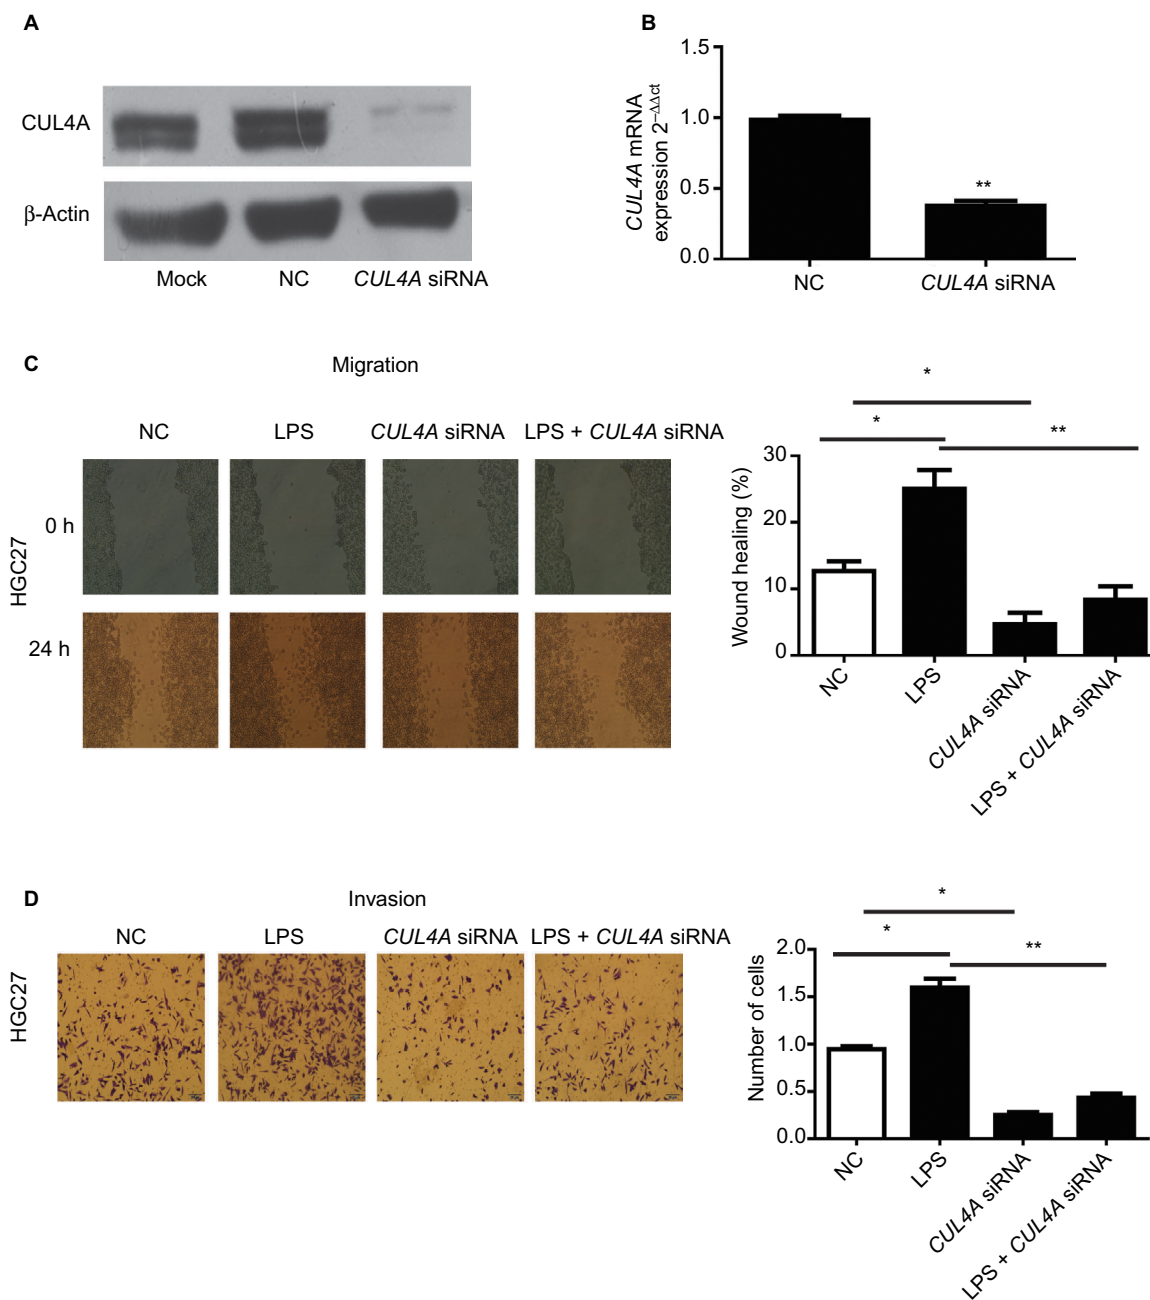 A
CUL4A
β-Actin
Mock NC CUL4A siRNA
B
CUL4A mRNA
expression 2−ΔΔct
1.5
1.0
0.5
0.0
**
NC CUL4A siRNA
C
Migration
NC LPS CUL4A siRNA LPS + CUL4A siRNA
HGC27
0 h
24 h
*
*
**
Wound healing (%)
30
20
10
0
NC
LPS
CUL4A siRNA
LPS + CUL4A siRNA
D
Invasion
NC LPS CUL4A siRNA LPS + CUL4A siRNA
HGC27
*
*
**
Number of cells
2.0
1.5
1.0
0.5
0.0
NC
LPS
CUL4A siRNA
LPS + CUL4A siRNA